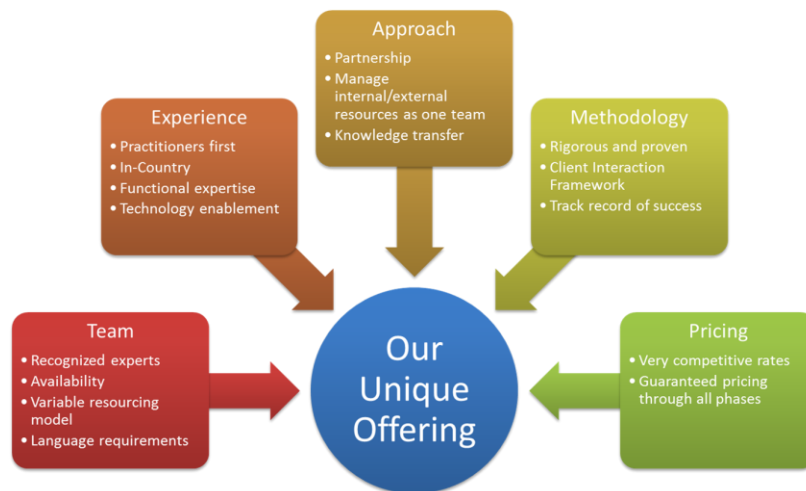 Approach
• Partnership
• Manage
internal/external
resources as one team
• Knowledge transfer
Experience
• Practitioners first
• In-Country
• Functional expertise
• Technology enablement
Methodology
• Rigorous and proven
• Client Interaction
Framework
• Track record of success
Team
• Recognized experts
• Availability
• Variable resourcing
model
• Language requirements
Our
Unique
Offering
Pricing
• Very competitive rates
• Guaranteed pricing
through all phases